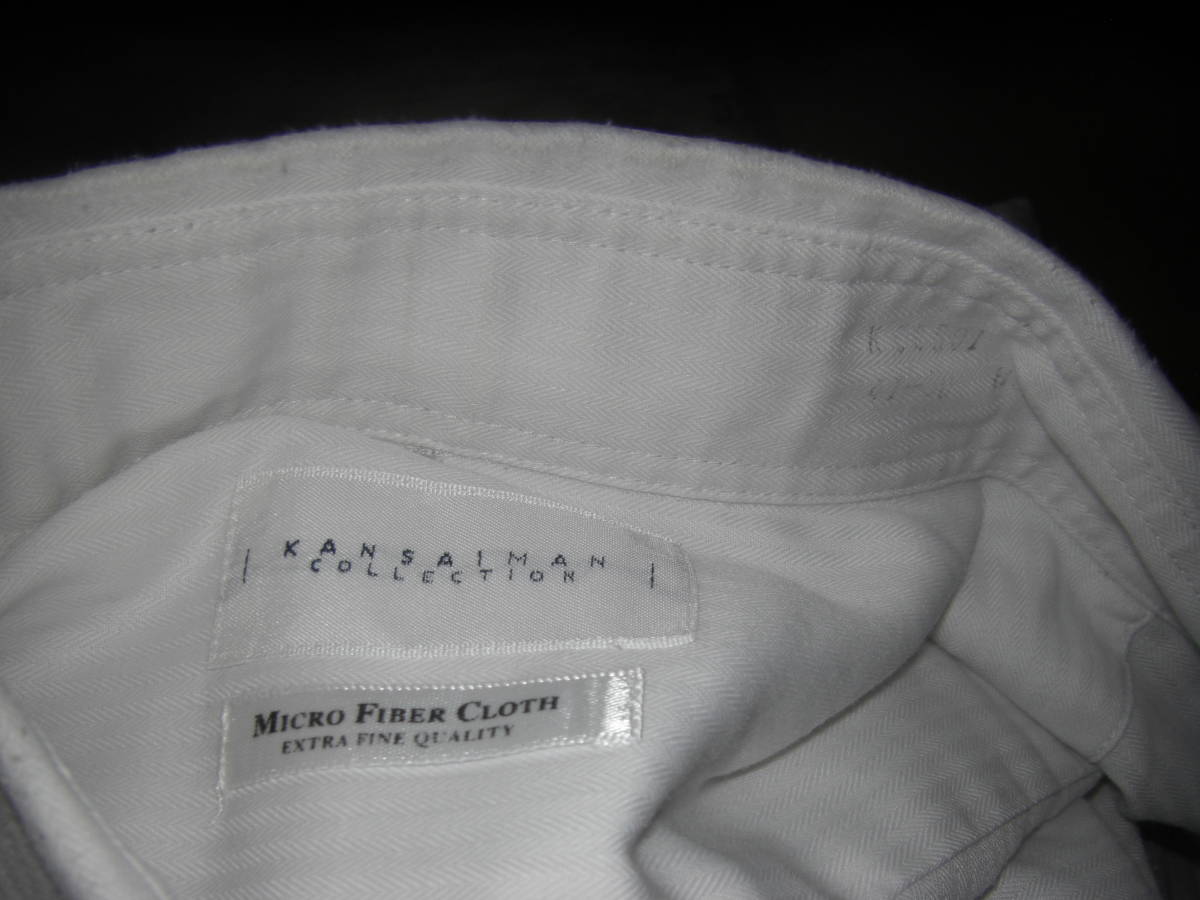 KANSAIMAN
COLLECTION
MICRO FIBER CLOTH
EXTRA FINE QUALITY